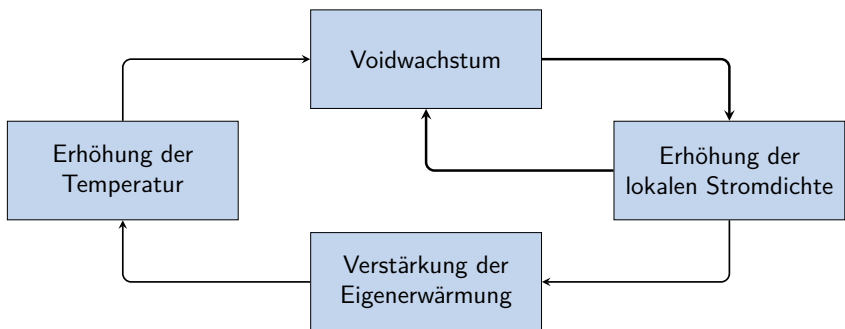 Voidwachstum
Erhöhung der
Temperatur
Erhöhung der
lokalen Stromdichte
Verstärkung der
Eigenerwärmung